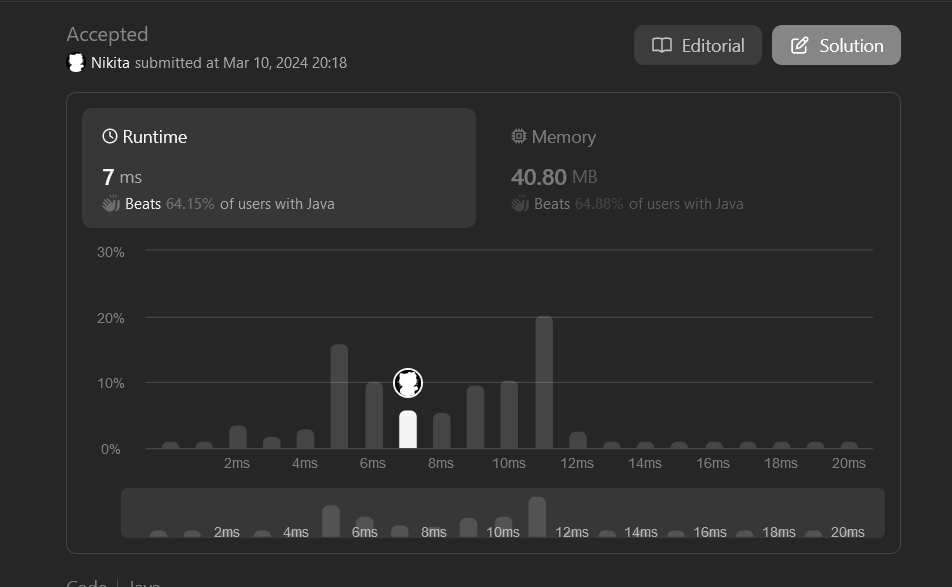 Accepted
Editorial
Solution
Nikita submitted at Mar 10, 2024 20:18
Runtime
Memory
7 ms
40.80 MB
Beats 64.15% of users with Java
Beats 64.88% of users with Java
30%
20%
10%
0%
2ms 4ms 6ms 8ms 10ms 12ms 14ms 16ms 18ms 20ms
2ms 4ms 6ms 8ms 10ms 12ms 14ms 16ms 18ms 20ms
Code | Java